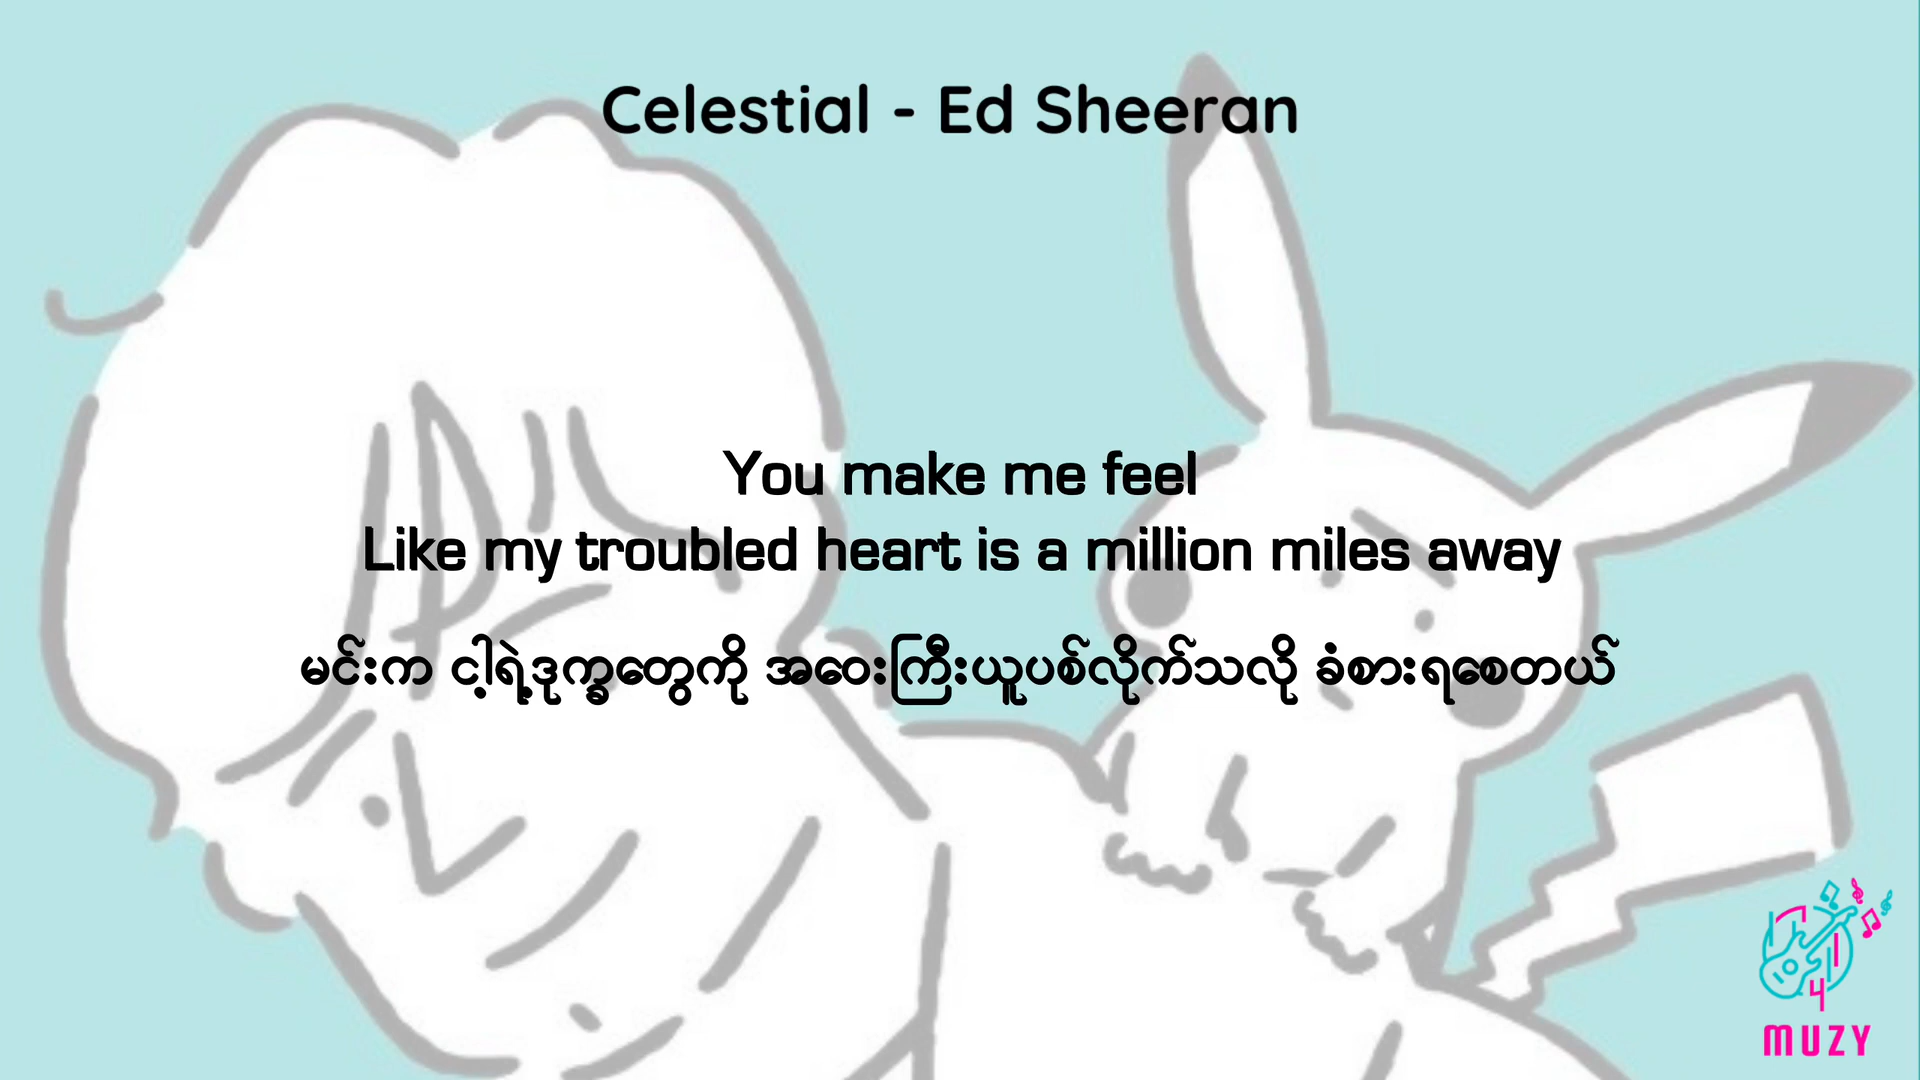 Celestial - Ed Sheeran
You make me feel
Like my troubled heart is a million miles away
မင်းက ငါ့ရဲ့ဒုက္ခတွေကို အဝေးကြီးယူပစ်လိုက်သလို ခံစားရစေတယ်
MUZY